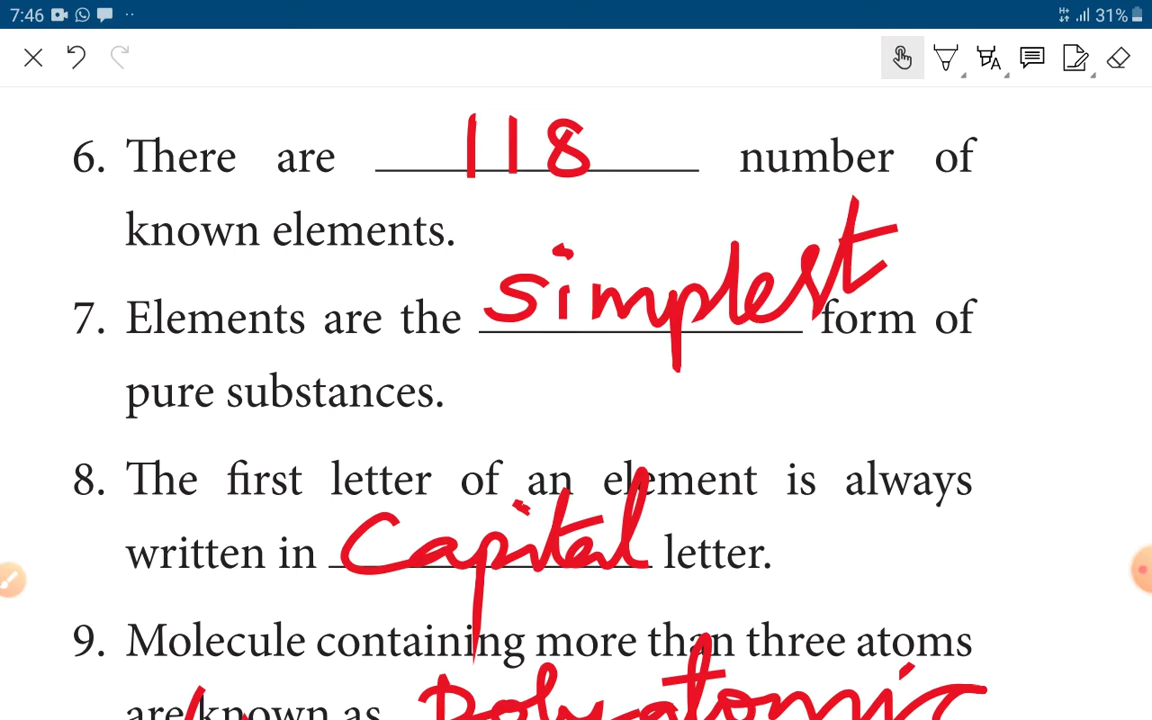 7:46 31%
6. There are 118 number of
known elements.
7. Elements are the simplest form of
pure substances.
8. The first letter of an element is always
written in Capital letter.
9. Molecule containing more than three atoms
are known as Polyatomic